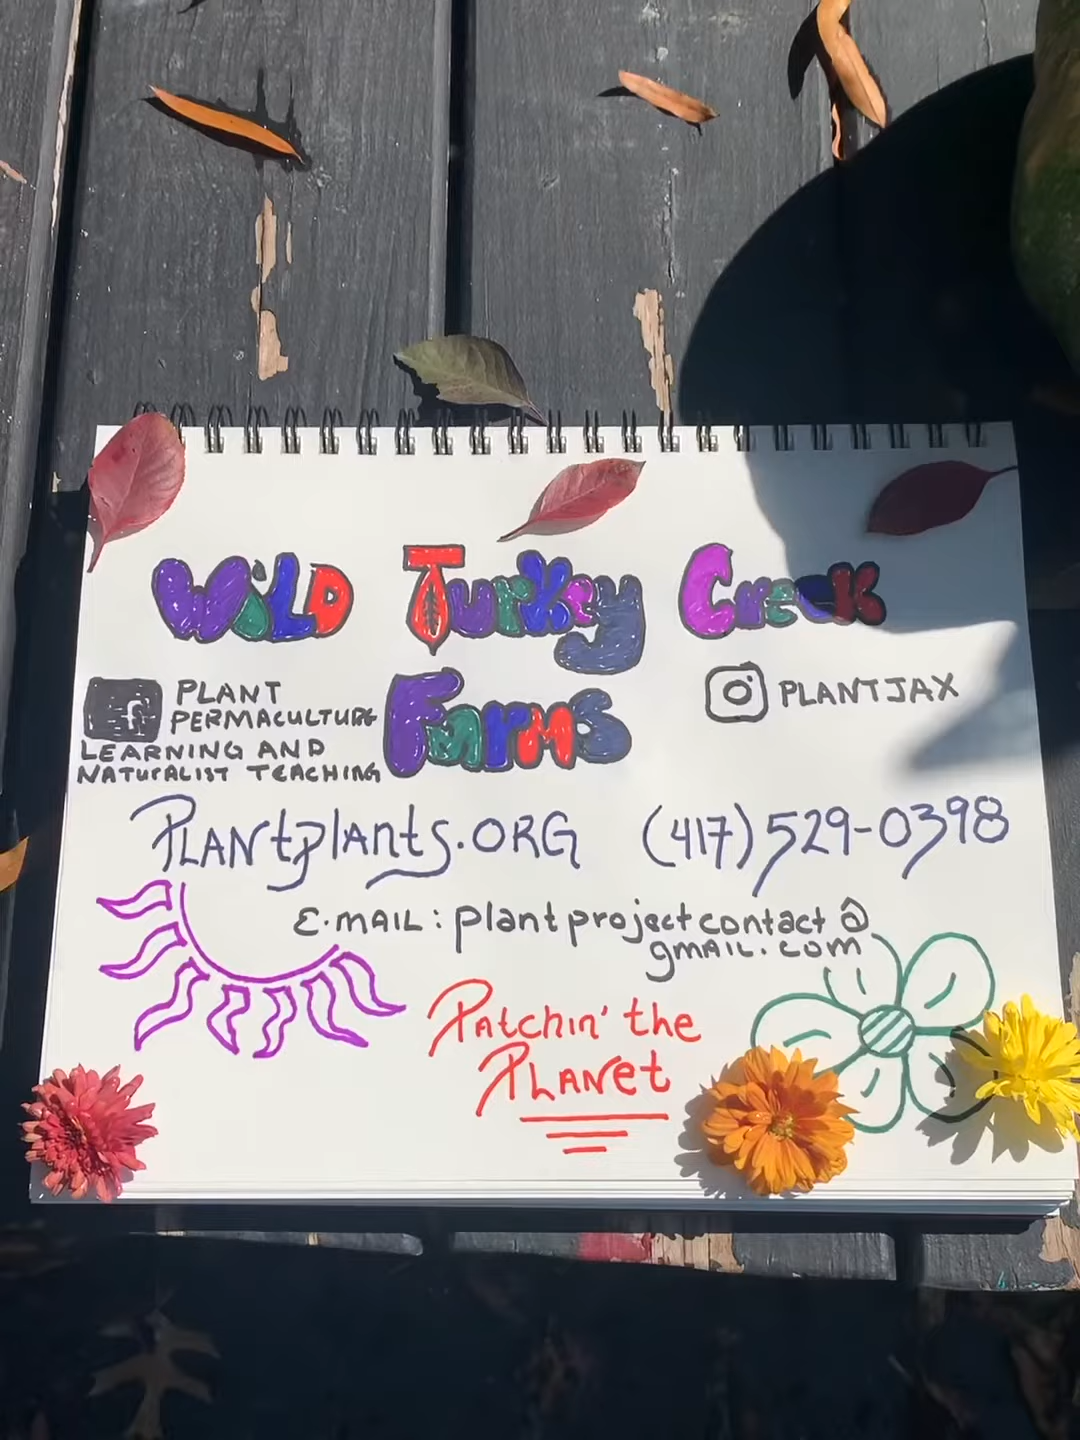 Wild Turkey Creek
Farms
PLANT
PERMACULTURE
LEARNING AND
NATURALIST TEACHING
PLANTJAX
PLANtplants.ORG (417) 529-0398
E-MAIL: plantprojectcontact@
gmail.com
Patchin' the
PLANet